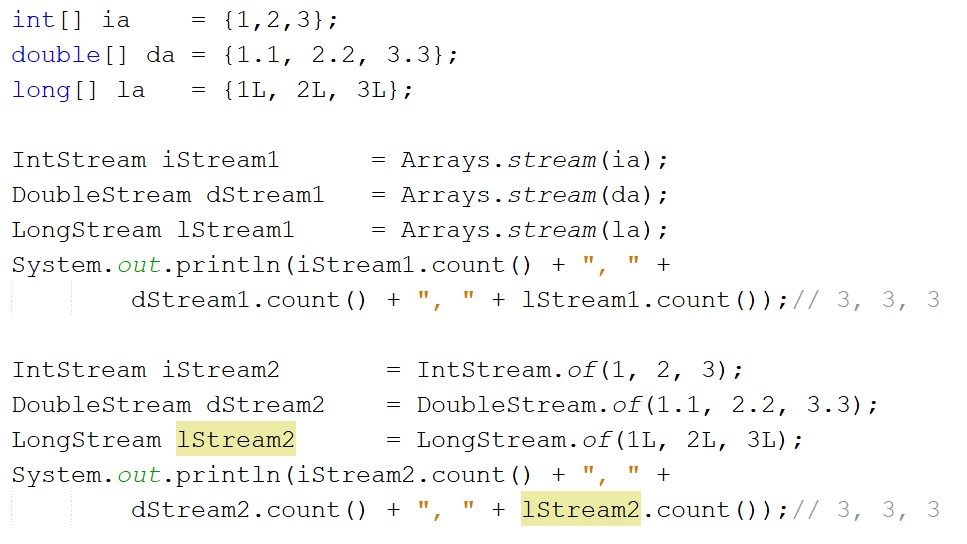 int[] ia    = {1,2,3};
double[] da = {1.1, 2.2, 3.3};
long[] la   = {1L, 2L, 3L};

IntStream iStream1      = Arrays.stream(ia);
DoubleStream dStream1   = Arrays.stream(da);
LongStream lStream1     = Arrays.stream(la);
System.out.println(iStream1.count() + ", " +
        dStream1.count() + ", " + lStream1.count());// 3, 3, 3

IntStream iStream2       = IntStream.of(1, 2, 3);
DoubleStream dStream2    = DoubleStream.of(1.1, 2.2, 3.3);
LongStream lStream2      = LongStream.of(1L, 2L, 3L);
System.out.println(iStream2.count() + ", " +
        dStream2.count() + ", " + lStream2.count());// 3, 3, 3